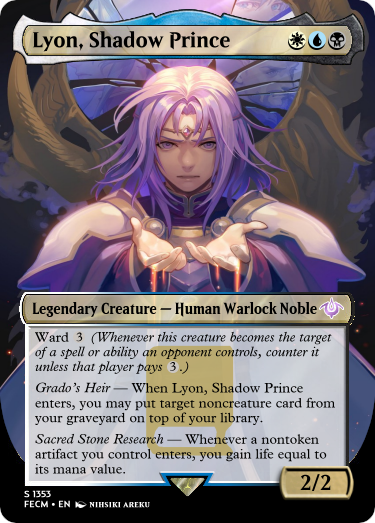 Lyon, Shadow Prince
Legendary Creature — Human Warlock Noble
Ward 3 (Whenever this creature becomes the target
of a spell or ability an opponent controls, counter it
unless that player pays 3.)
Grado's Heir — When Lyon, Shadow Prince
enters, you may put target noncreature card from
your graveyard on top of your library.
Sacred Stone Research — Whenever a nontoken
artifact you control enters, you gain life equal to
its mana value.
2/2
S 1353
FECM • EN NIHSIKI AREKU